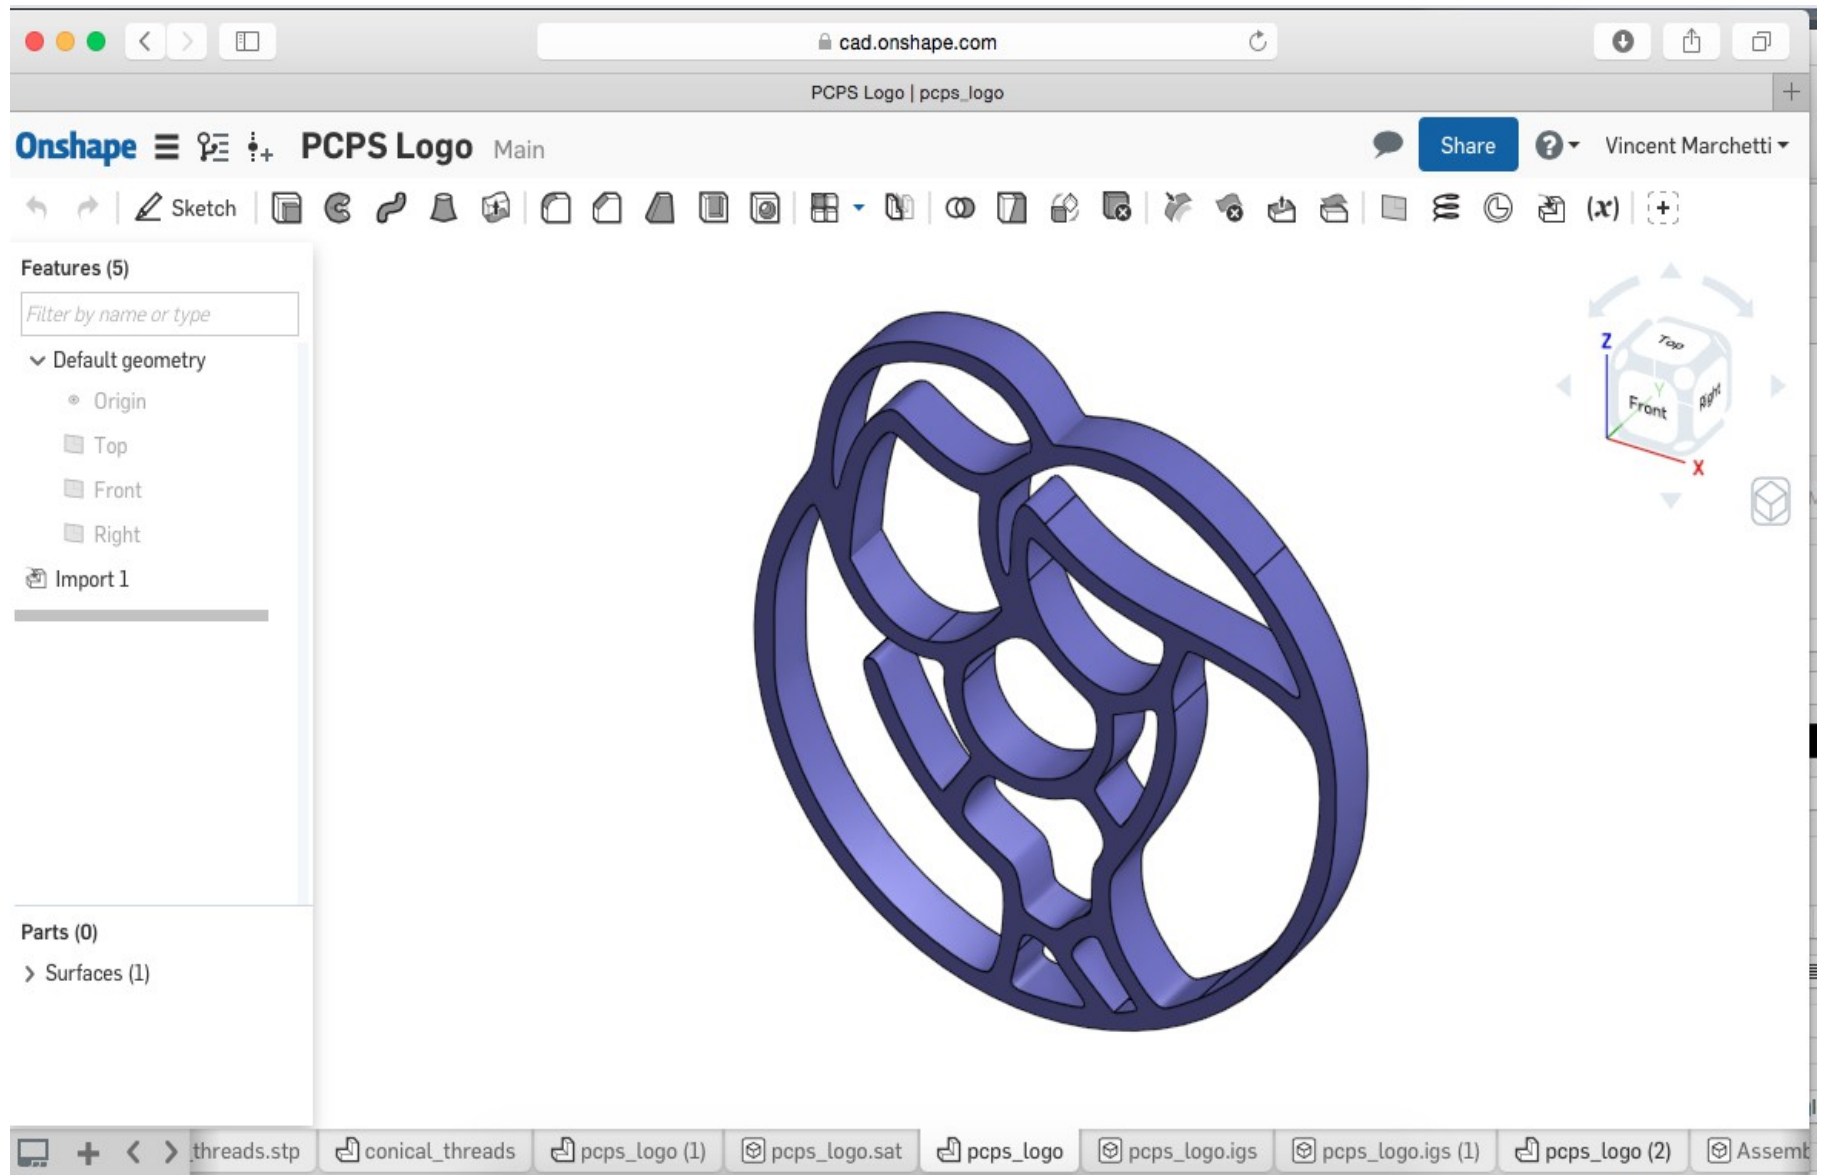 cad.onshape.com
PCPS Logo | pcps_logo
Onshape PCPS Logo Main Share Vincent Marchetti
Sketch (x)
Features (5)
Filter by name or type
Default geometry
Origin
Top
Front
Right
Import 1
Parts (0)
Surfaces (1)
Z
Top
Y
Front
Right
X
threads.stp conical_threads pcps_logo (1) pcps_logo.sat pcps_logo pcps_logo.igs pcps_logo.igs (1) pcps_logo (2) Assemb